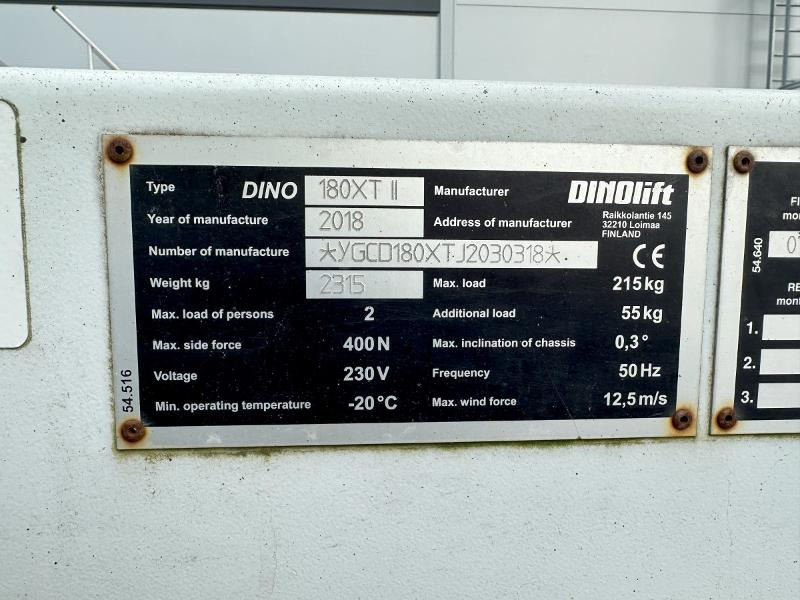 Type DINO 180XT II Manufacturer DINOlift
Year of manufacture 2018 Address of manufacturer Raikkolantie 145
32210 Loimaa
FINLAND
Number of manufacture *YGCD180XTJ2030318* CE
Weight kg 2315 Max. load 215 kg
Max. load of persons 2 Additional load 55 kg
Max. side force 400 N Max. inclination of chassis 0,3°
Voltage 230 V Frequency 50 Hz
Min. operating temperature -20°C Max. wind force 12,5 m/s
54.516
54.640
1.
2.
3.